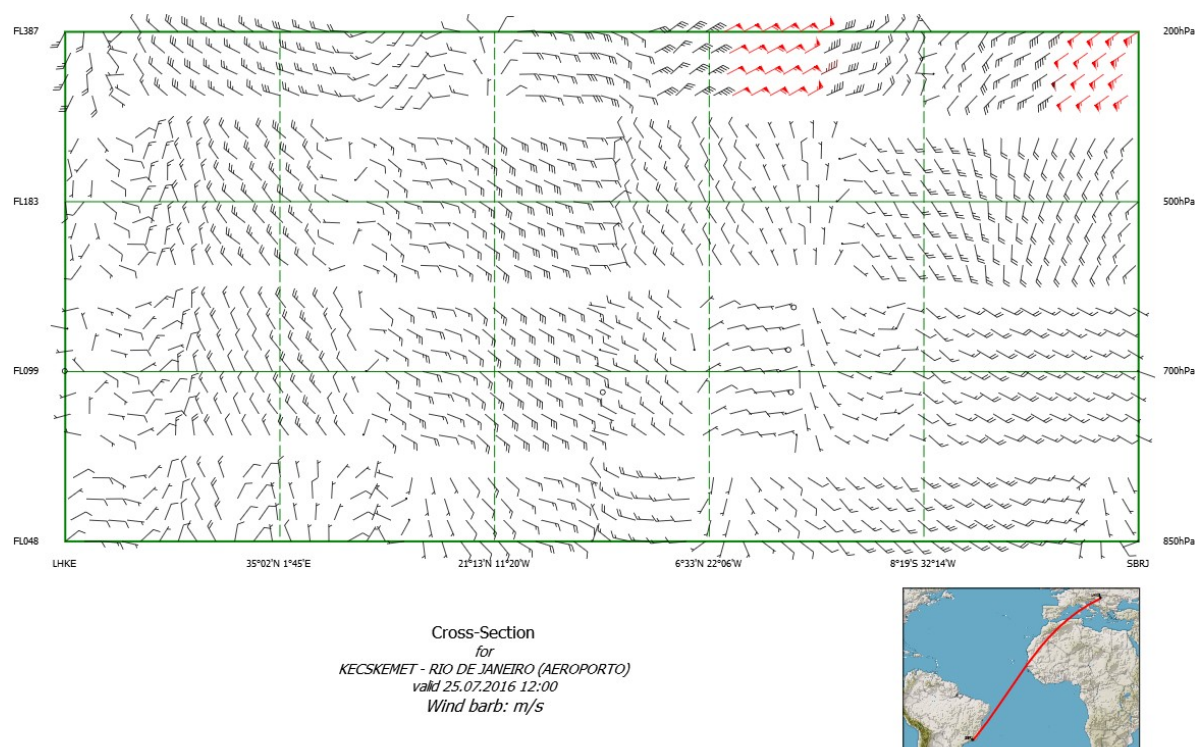 FL387 200hPa
FL183 500hPa
FL099 700hPa
FL048 850hPa
LHKE 35°02'N 1°45'E 21°13'N 11°20'W 6°33'N 22°06'W 8°19'S 32°14'W SBRJ
Cross-Section
for
KECSKEMET - RIO DE JANEIRO (AEROPORTO)
valid 25.07.2016 12:00
Wind barb: m/s